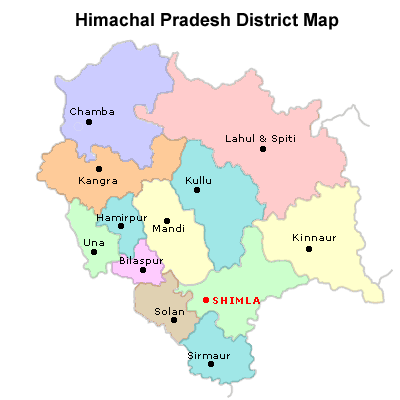 Himachal Pradesh District Map
Chamba
Lahul & Spiti
Kangra
Kullu
Hamirpur
Mandi
Una
Kinnaur
Bilaspur
SHIMLA
Solan
Sirmaur